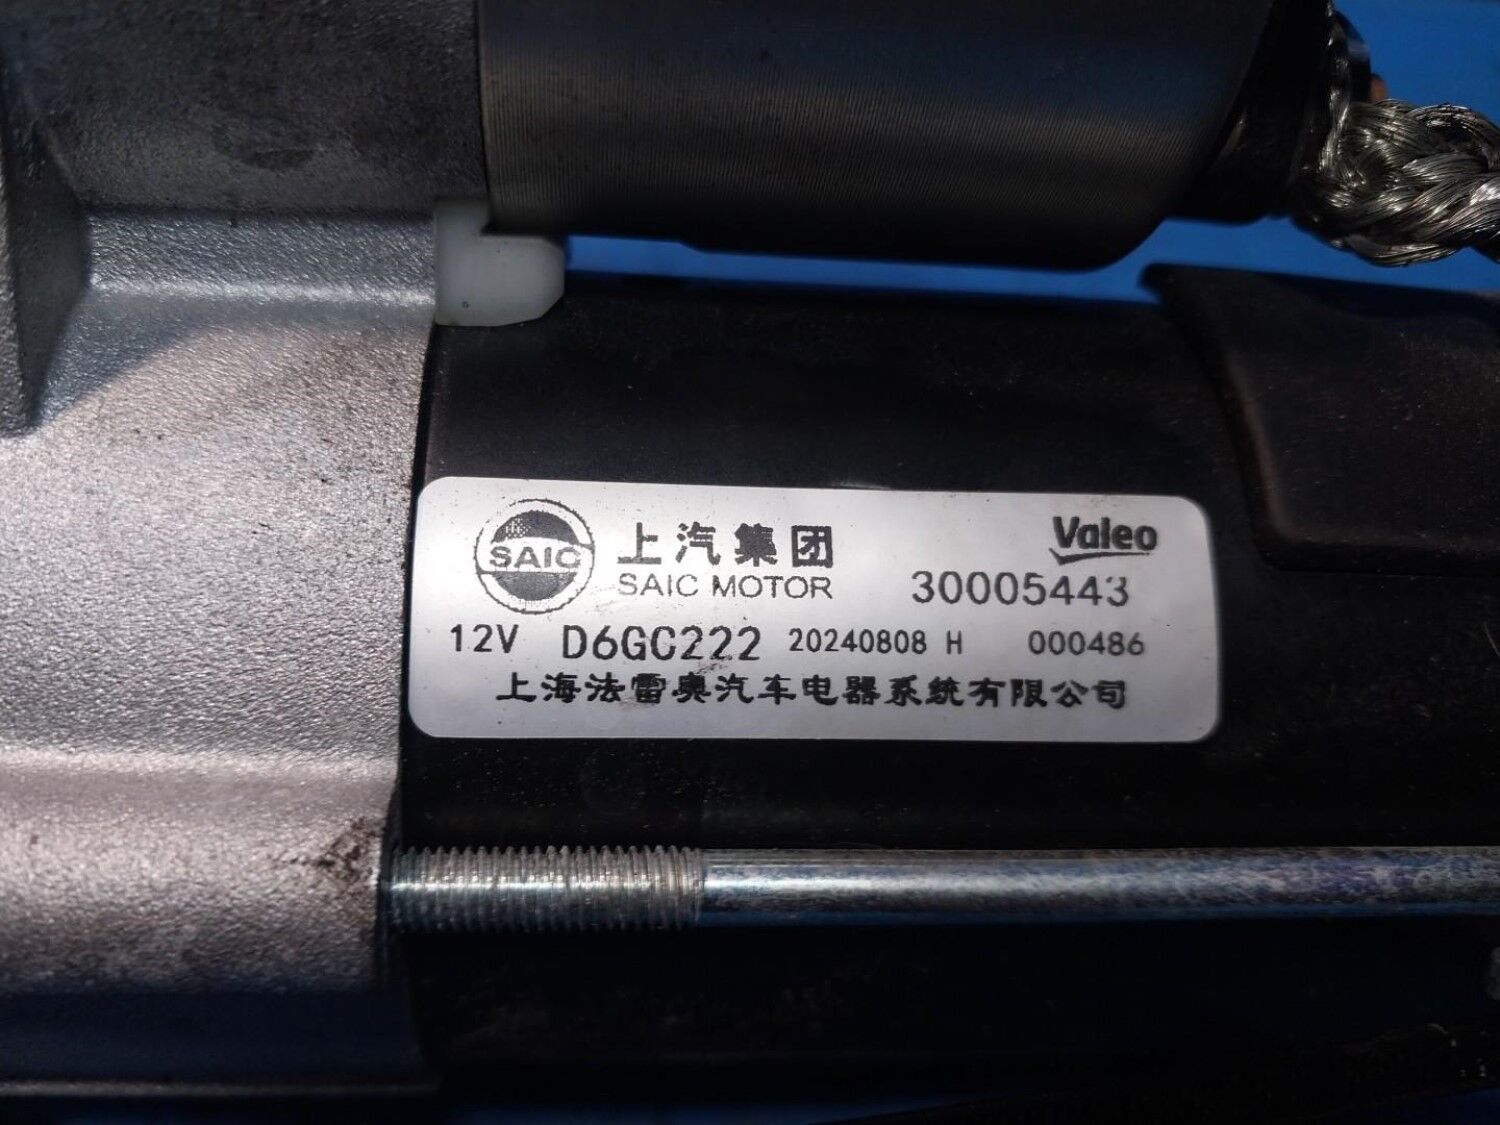 SAIC
上汽集团
Valeo
SAIC MOTOR
30005443
12V D6GC222 20240808 H 000486
上海法雷奥汽车电器系统有限公司